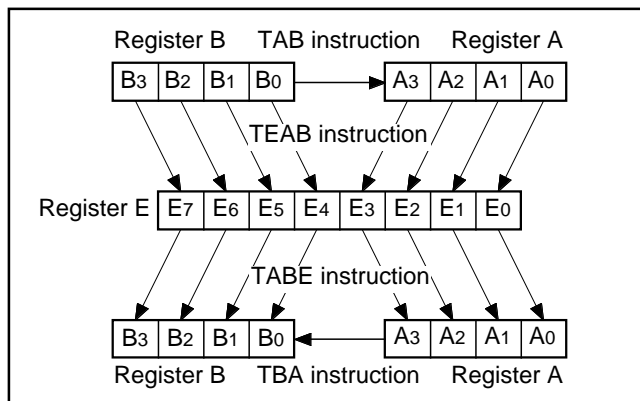 Register B TAB instruction Register A
B3 B2 B1 B0 A3 A2 A1 A0
TEAB instruction
Register E E7 E6 E5 E4 E3 E2 E1 E0
TABE instruction
B3 B2 B1 B0 A3 A2 A1 A0
Register B TBA instruction Register A